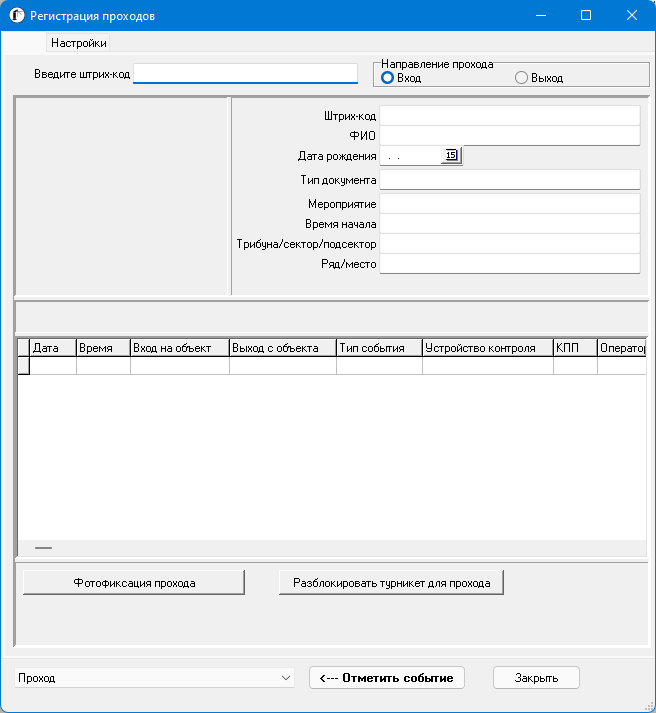 Регистрация проходов
Настройки
Введите штрих-код
Направление прохода
Вход Выход
Штрих-код
ФИО
Дата рождения . . 15
Тип документа
Мероприятие
Время начала
Трибуна/сектор/подсектор
Ряд/место
Дата Время Вход на объект Выход с объекта Тип события Устройство контроля КПП Оператор
Фотофиксация прохода Разблокировать турникет для прохода
Проход <--- Отметить событие Закрыть